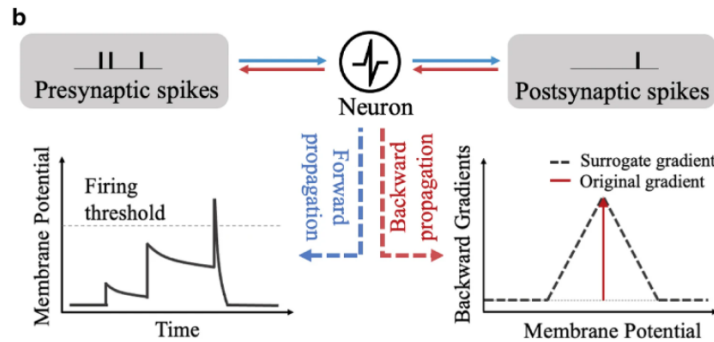 b
Presynaptic spikes
Neuron
Postsynaptic spikes
Forward
propagation
Backward
propagation
Membrane Potential
Firing
threshold
Time
Backward Gradients
Surrogate gradient
Original gradient
Membrane Potential